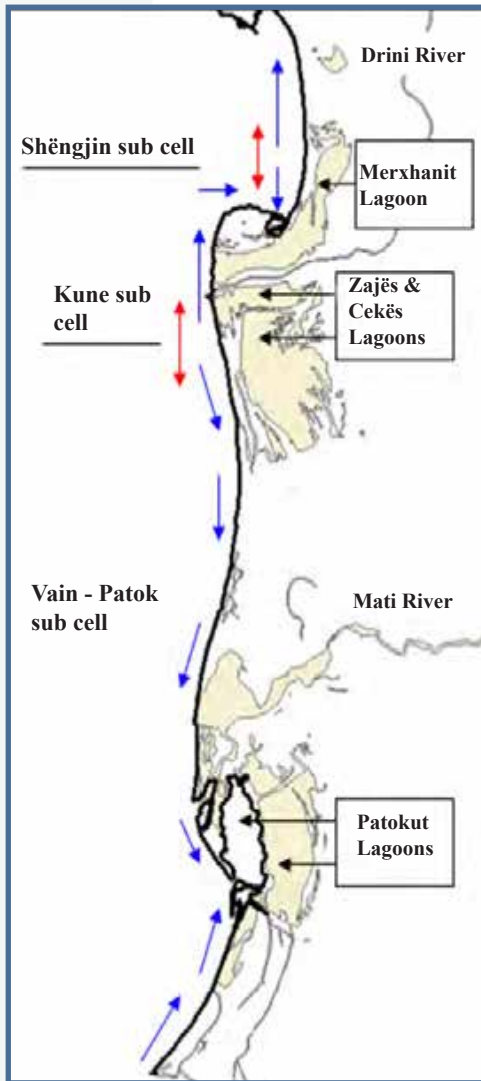 Drini River
Shëngjin sub cell
Merxhanit
Lagoon
Kune sub
cell
Zajës &
Cekës
Lagoons
Vain - Patok
sub cell
Mati River
Patokut
Lagoons